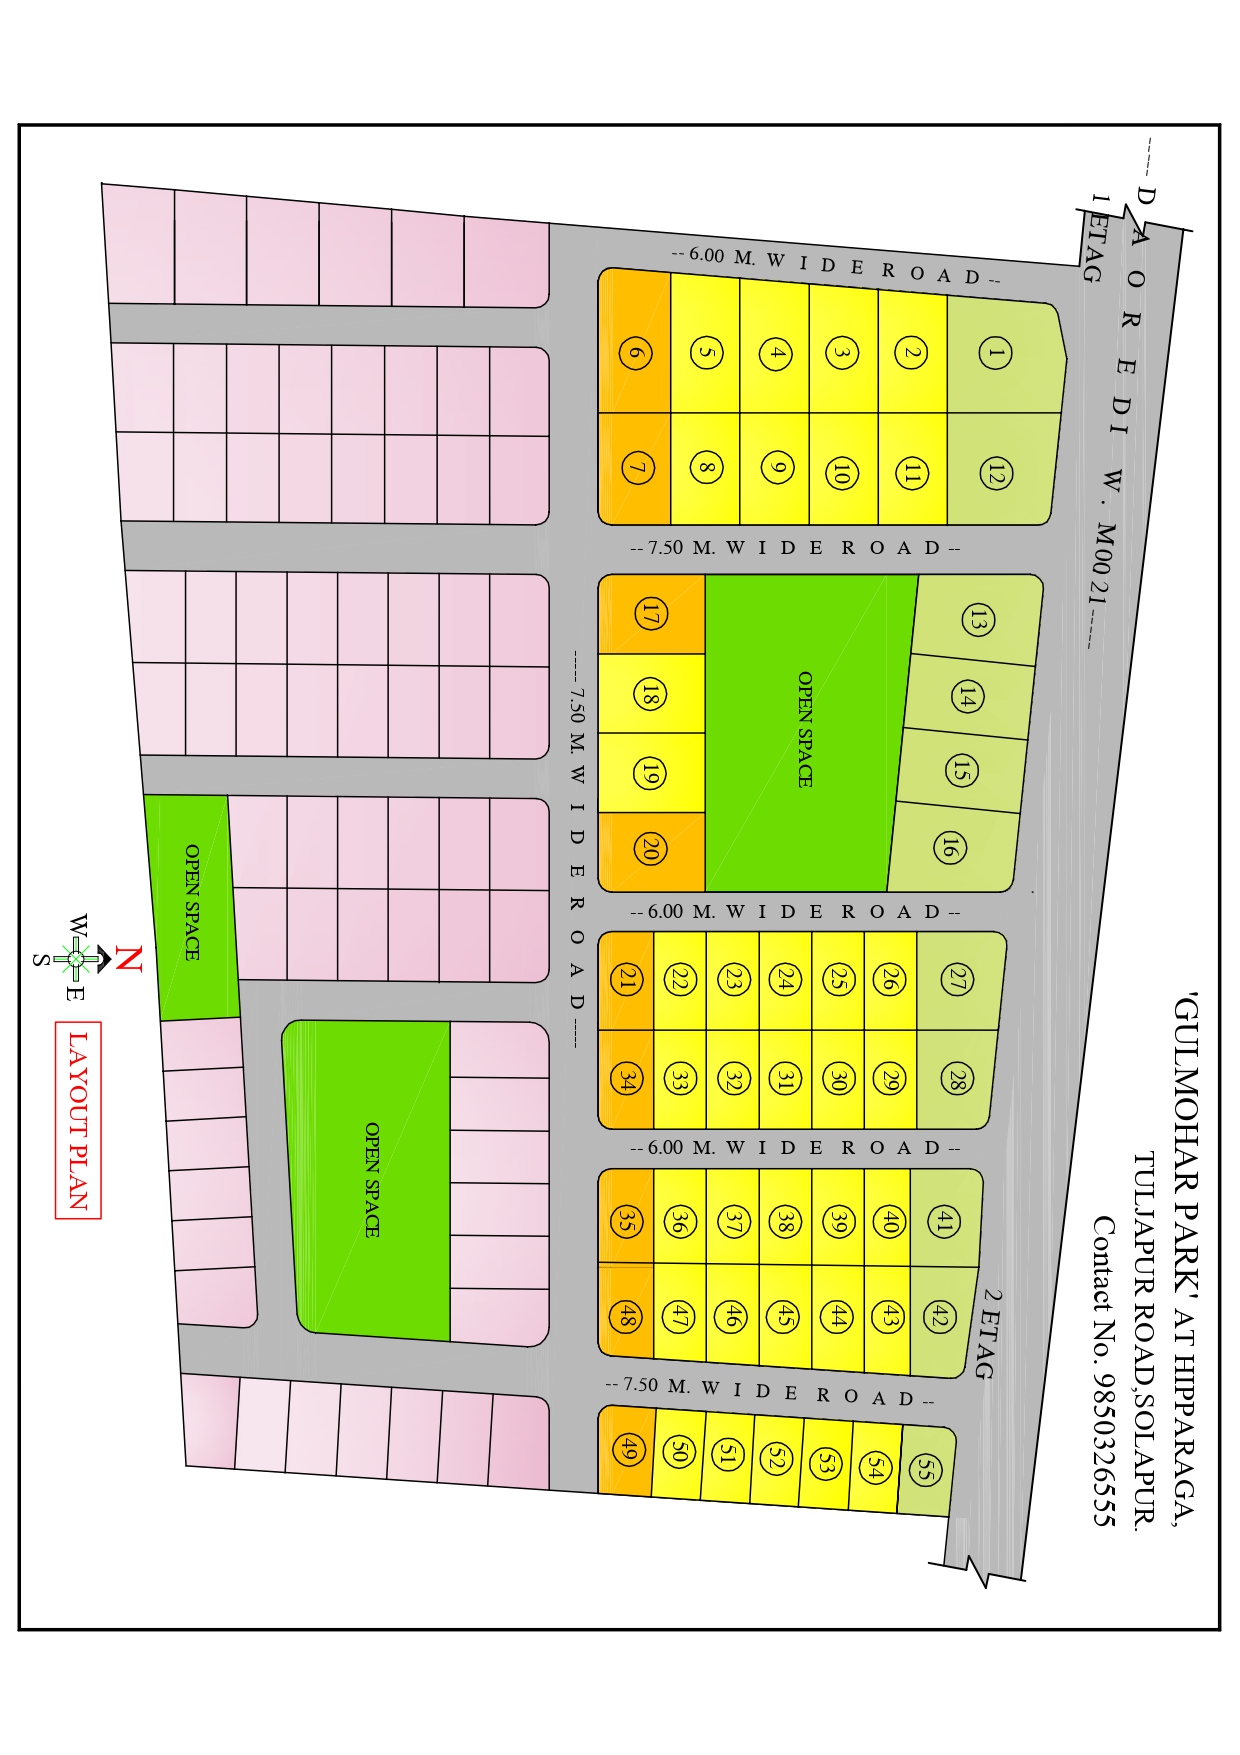 'GULMOHAR PARK' AT HIPPARAGA,
TULJAPUR ROAD,SOLAPUR.
Contact No. 9850326555
----- D A O R E DI W. M00 21-----
1 ETAG
2 ETAG
-- 6.00 M. W I D E R O A D --
1
2
3
4
5
6
12
11
10
9
8
7
-- 7.50 M. W I D E R O A D --
13
14
15
16
OPEN SPACE
17
18
19
20
-- 6.00 M. W I D E R O A D --
27
26
25
24
23
22
21
28
29
30
31
32
33
34
-- 6.00 M. W I D E R O A D --
41
40
39
38
37
36
35
42
43
44
45
46
47
48
-- 7.50 M. W I D E R O A D --
55
54
53
52
51
50
49
----- 7.50 M. W I D E R O A D -----
OPEN SPACE
OPEN SPACE
N
W
E
S
LAYOUT PLAN